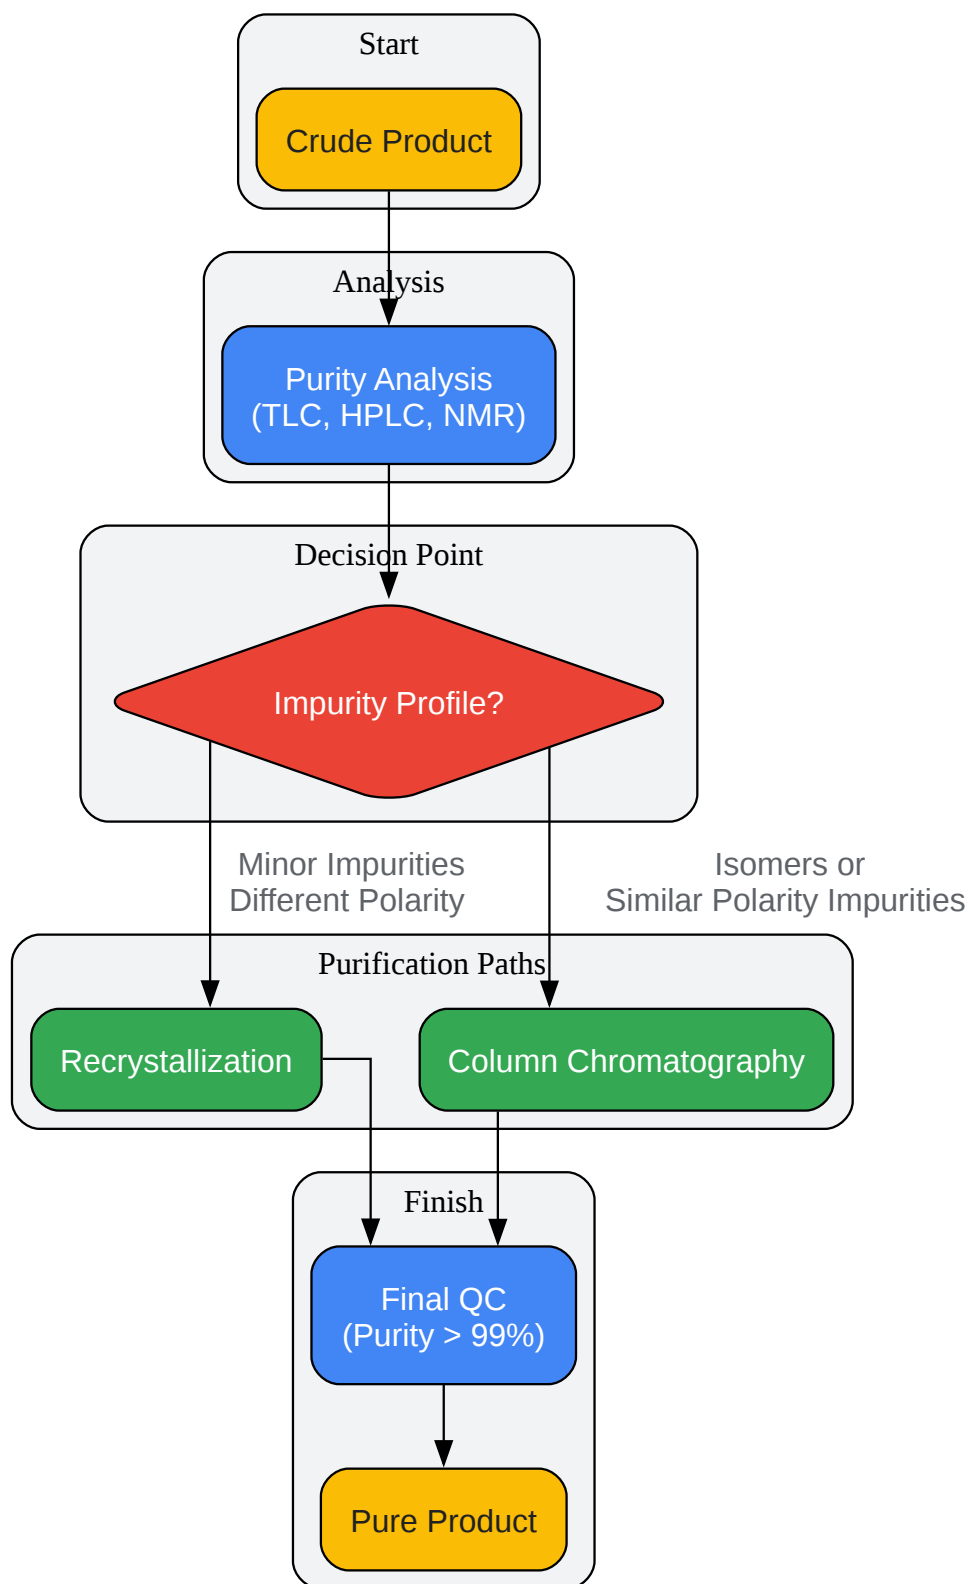 Start
Crude Product
Analysis
Purity Analysis
(TLC, HPLC, NMR)
Decision Point
Impurity Profile?
Minor Impurities
Different Polarity
Isomers or
Similar Polarity Impurities
Purification Paths
Recrystallization
Column Chromatography
Finish
Final QC
(Purity > 99%)
Pure Product